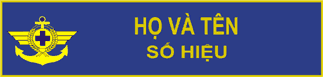 HỌ VÀ TÊN
SỐ HIỆU